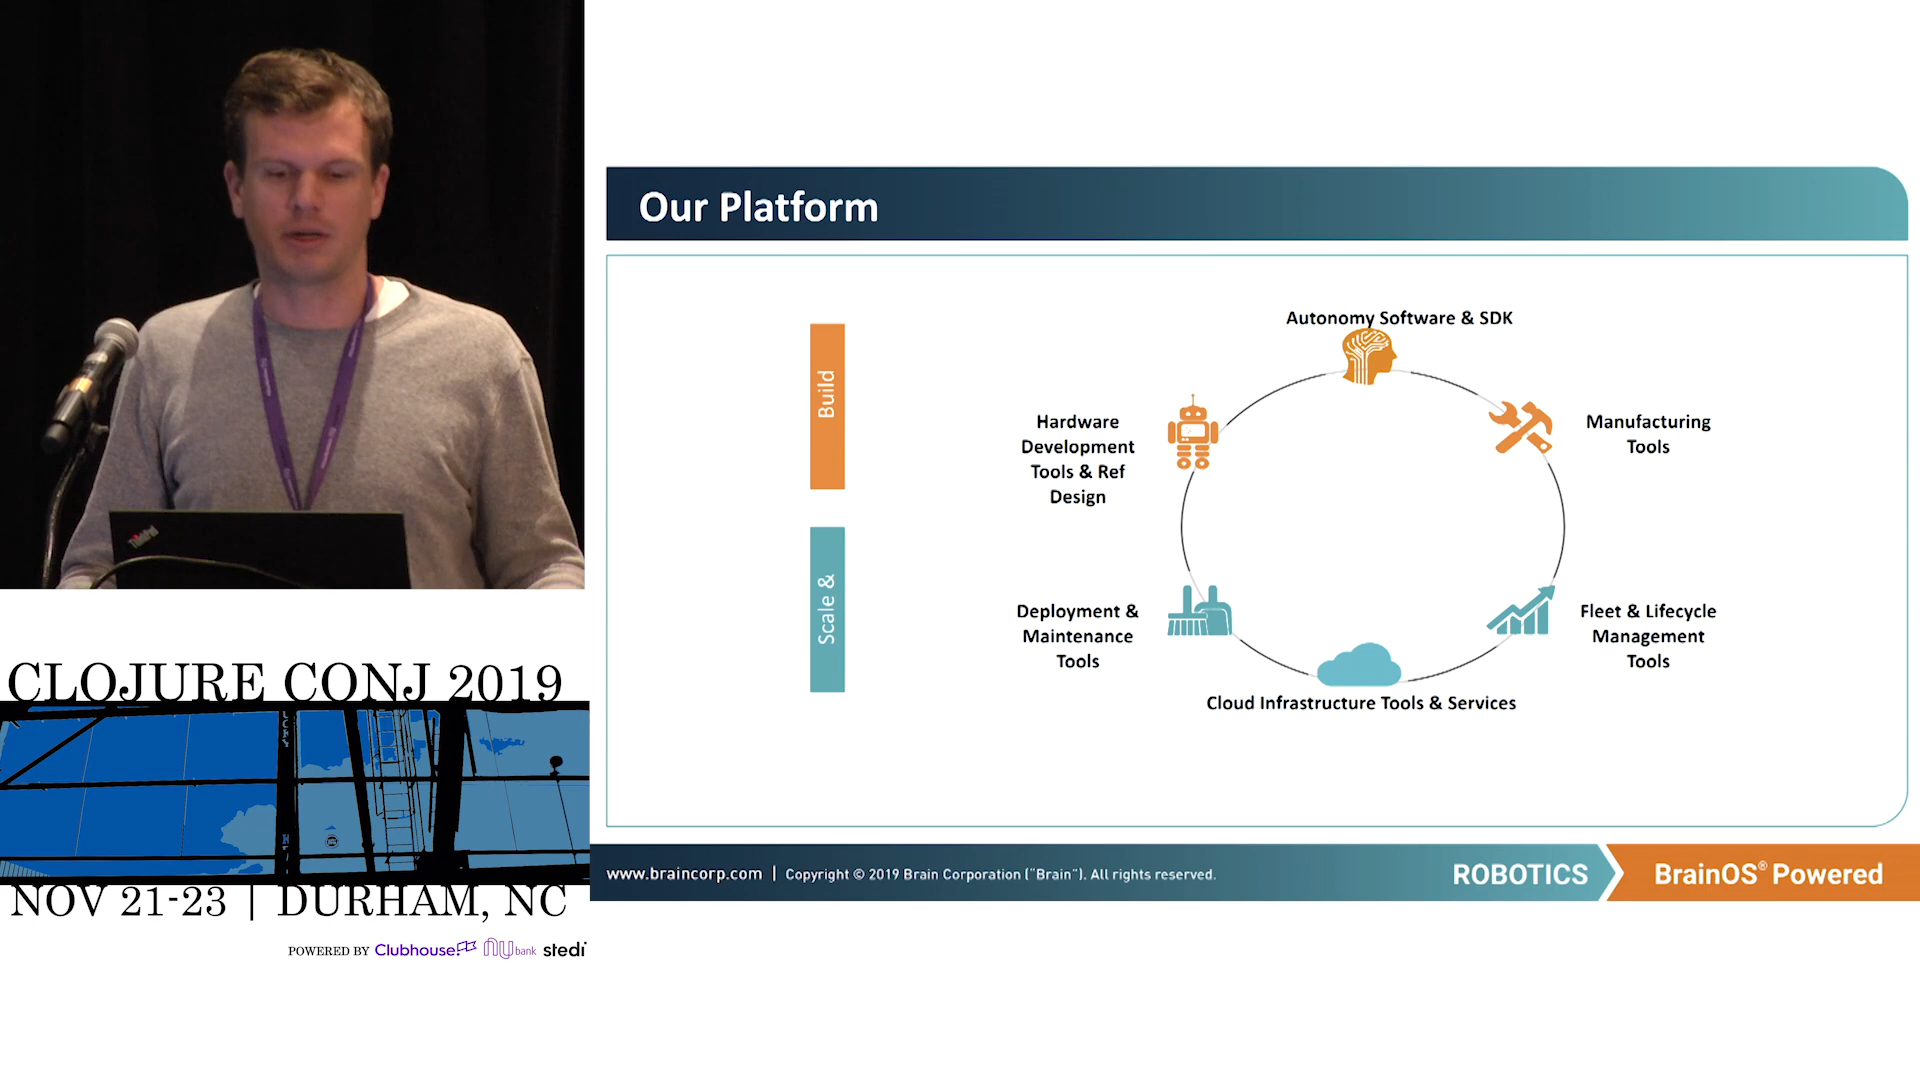 Our Platform
Build
Scale &
Autonomy Software & SDK
Hardware
Development
Tools & Ref
Design
Manufacturing
Tools
Deployment &
Maintenance
Tools
Fleet & Lifecycle
Management
Tools
Cloud Infrastructure Tools & Services
www.braincorp.com | Copyright © 2019 Brain Corporation ("Brain"). All rights reserved.
ROBOTICS
BrainOS® Powered
ThinkPad
CLOJURE CONJ 2019
NOV 21-23 | DURHAM, NC
POWERED BY Clubhouse nu bank stedi